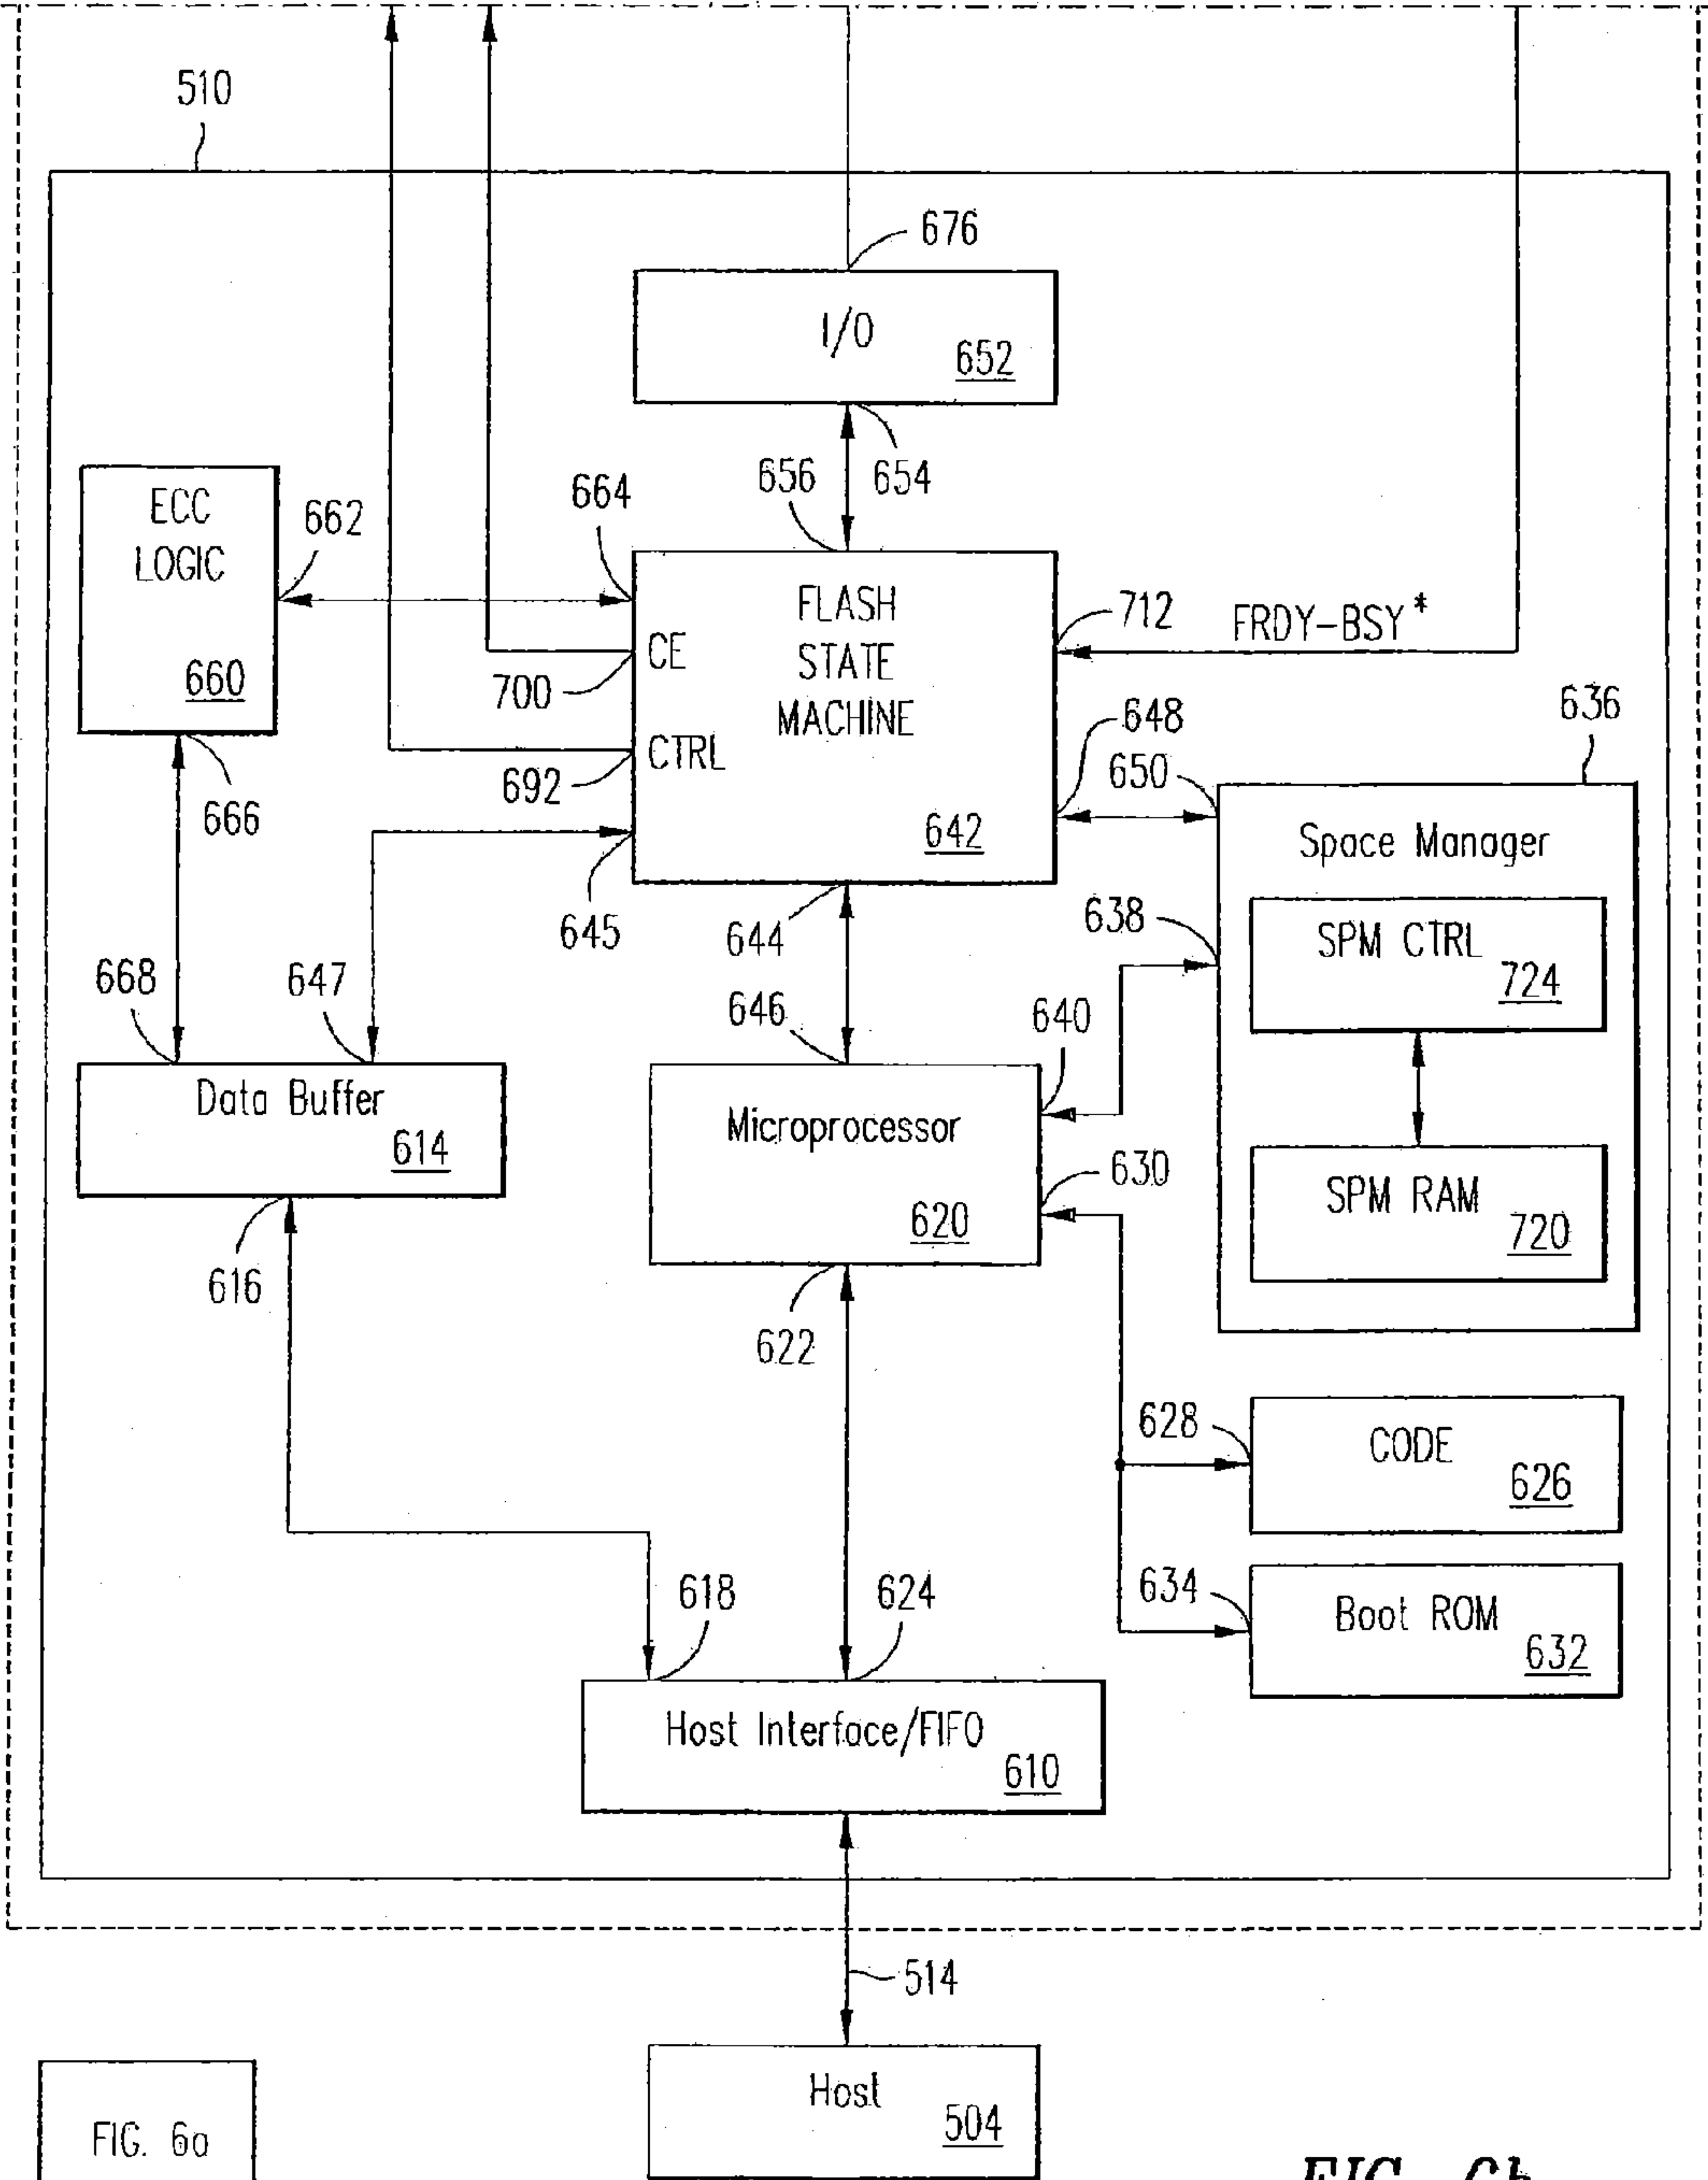 510
676
I/O
652
656
654
ECC
LOGIC
660
662
664
FLASH
STATE
MACHINE
642
CE
700
CTRL
692
712
FRDY-BSY*
648
650
636
666
645
644
638
Space Manager
SPM CTRL
724
SPM RAM
720
668
647
646
640
Data Buffer
614
Microprocessor
620
630
616
622
628
CODE
626
618
624
634
Boot ROM
632
Host Interface/FIFO
610
514
Host
504
FIG. 6a
FIG. 6b